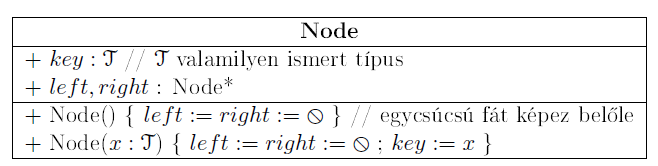 Node
+ key : 𝒯 // 𝒯 valamilyen ismert típus
+ left, right : Node*
+ Node() { left := right := ⦸ } // egycsúcsú fát képez belőle
+ Node(x : 𝒯) { left := right := ⦸ ; key := x }